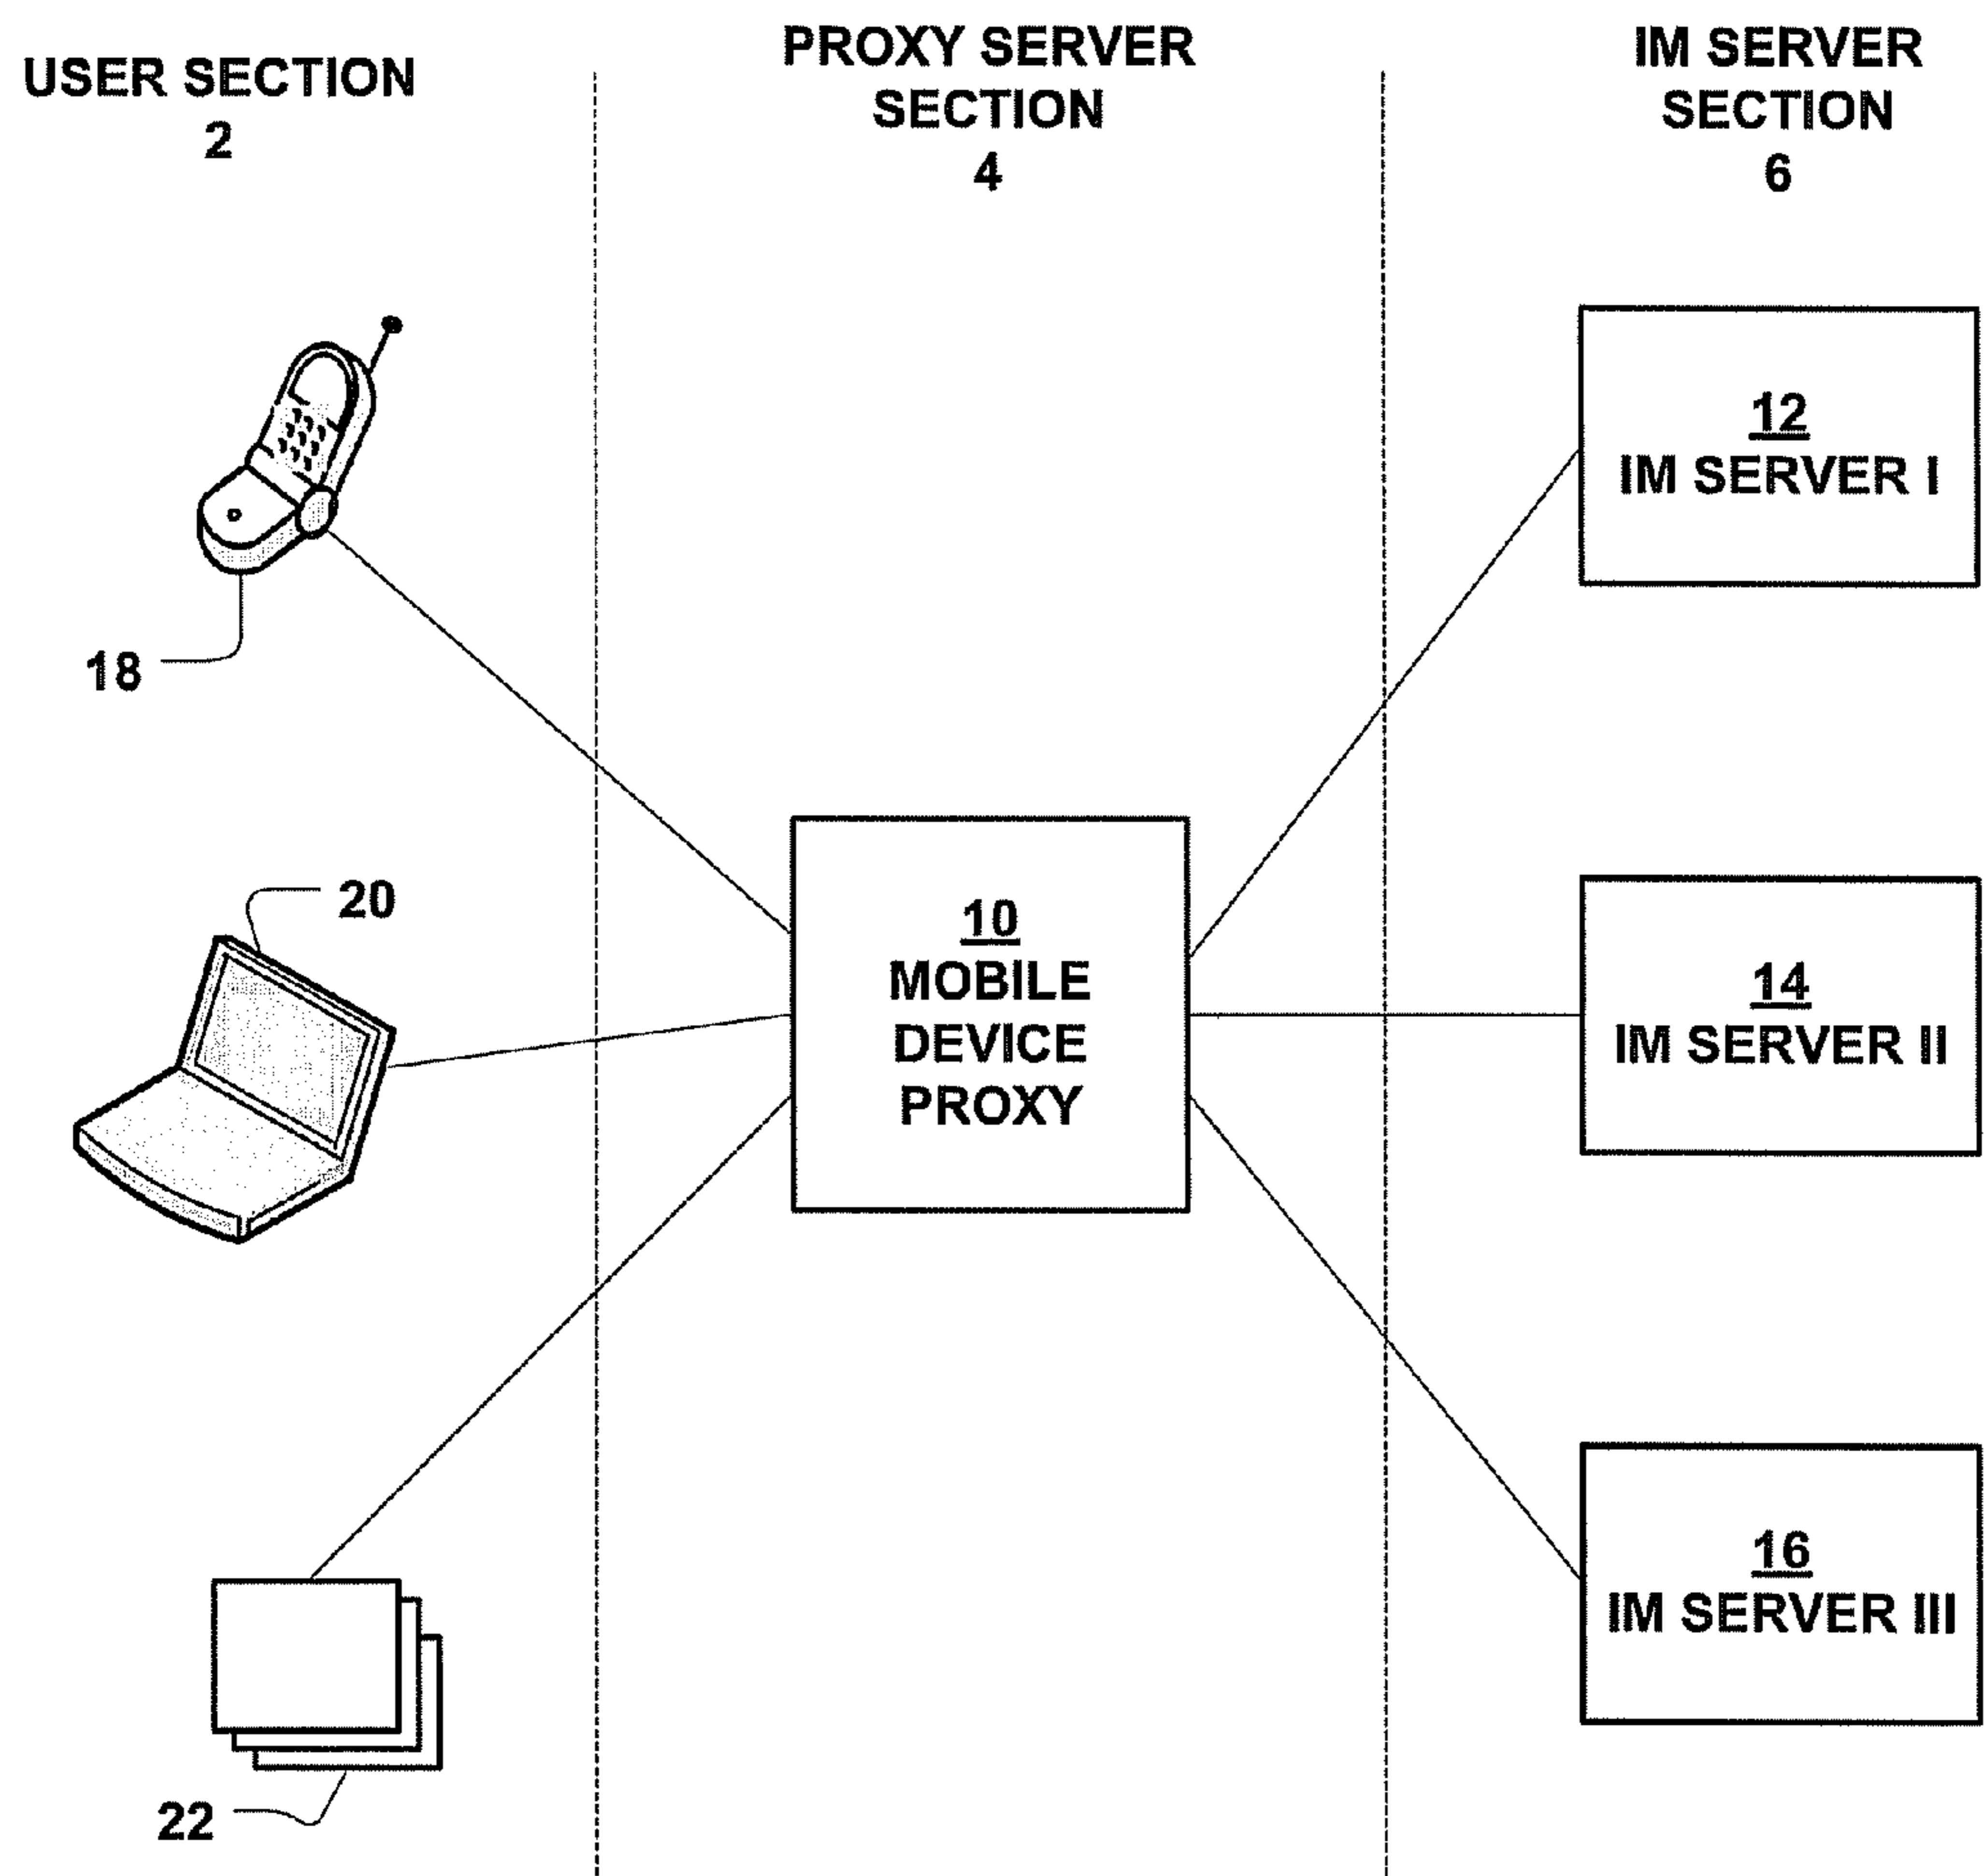 USER SECTION
2
PROXY SERVER
SECTION
4
IM SERVER
SECTION
6
18
20
22
10
MOBILE
DEVICE
PROXY
12
IM SERVER I
14
IM SERVER II
16
IM SERVER III